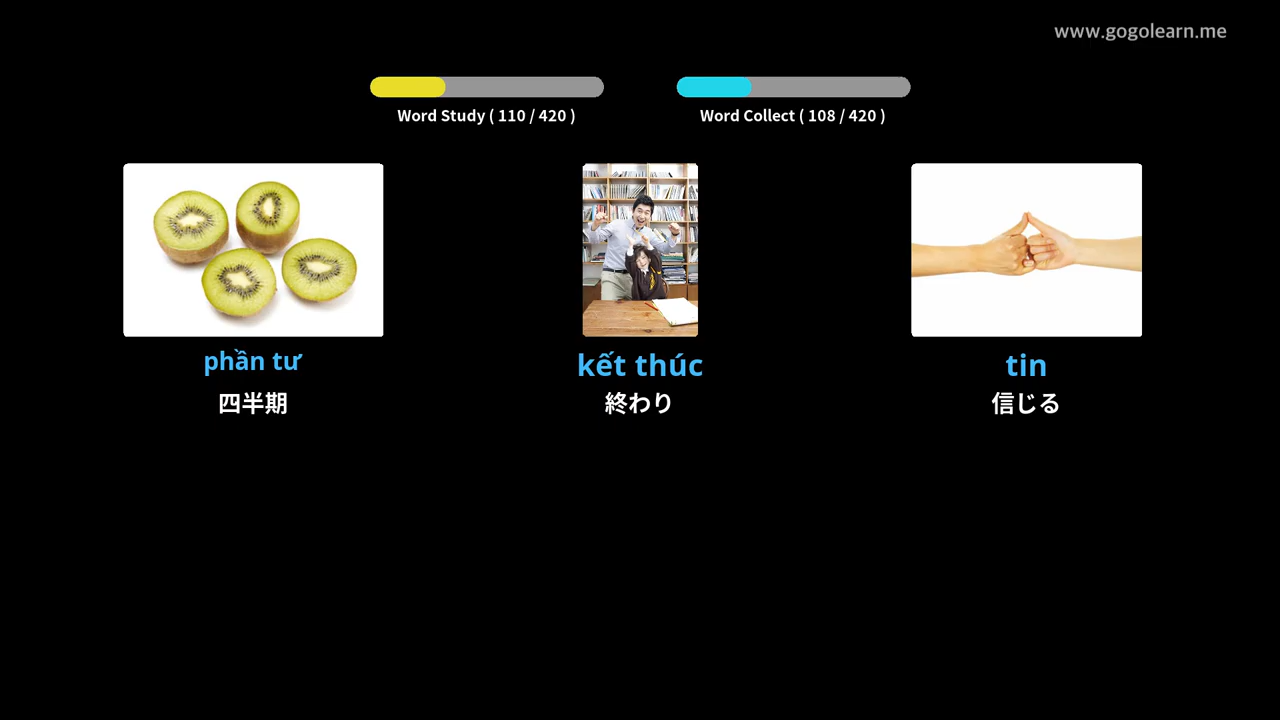 www.gogolearn.me
Word Study ( 110 / 420 )
Word Collect ( 108 / 420 )
phần tư
kết thúc
tin
四半期
終わり
信じる